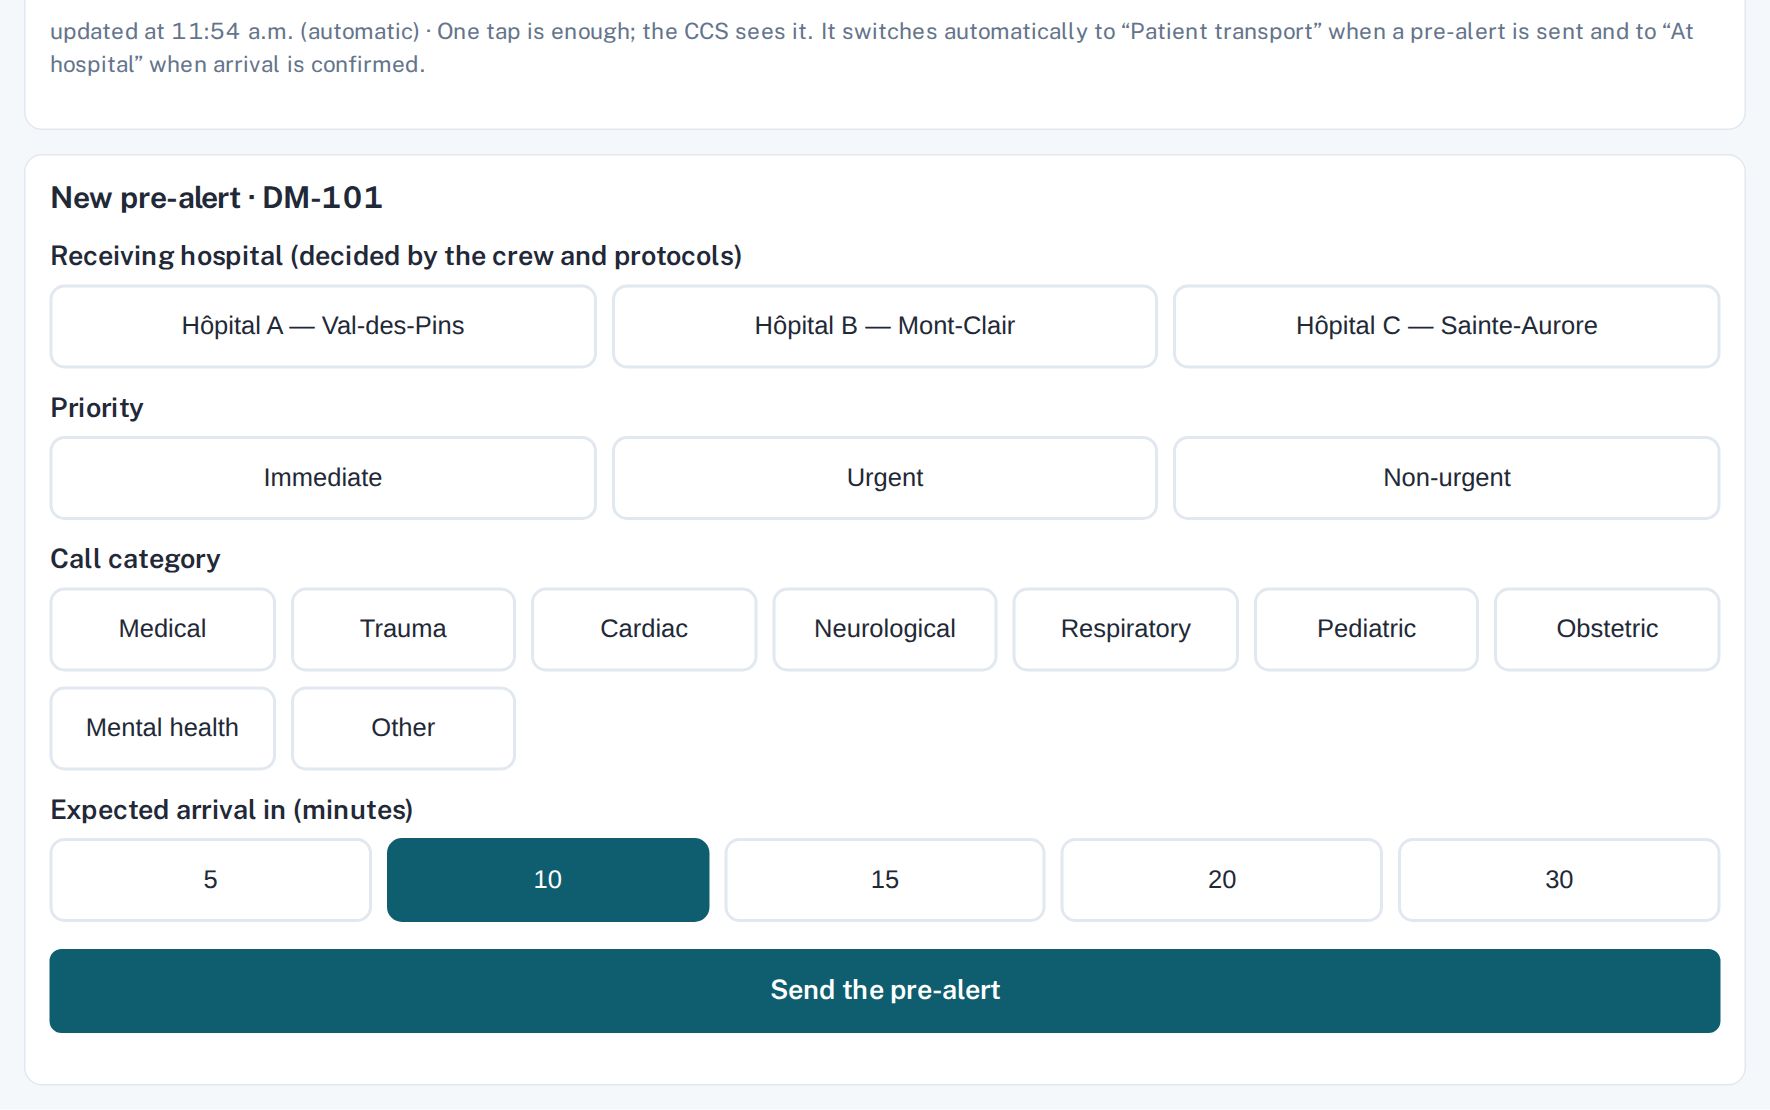 updated at 11:54 a.m. (automatic) · One tap is enough; the CCS sees it. It switches automatically to “Patient transport” when a pre-alert is sent and to “At
hospital” when arrival is confirmed.
New pre-alert · DM-101
Receiving hospital (decided by the crew and protocols)
Hôpital A — Val-des-Pins
Hôpital B — Mont-Clair
Hôpital C — Sainte-Aurore
Priority
Immediate
Urgent
Non-urgent
Call category
Medical
Trauma
Cardiac
Neurological
Respiratory
Pediatric
Obstetric
Mental health
Other
Expected arrival in (minutes)
5
10
15
20
30
Send the pre-alert